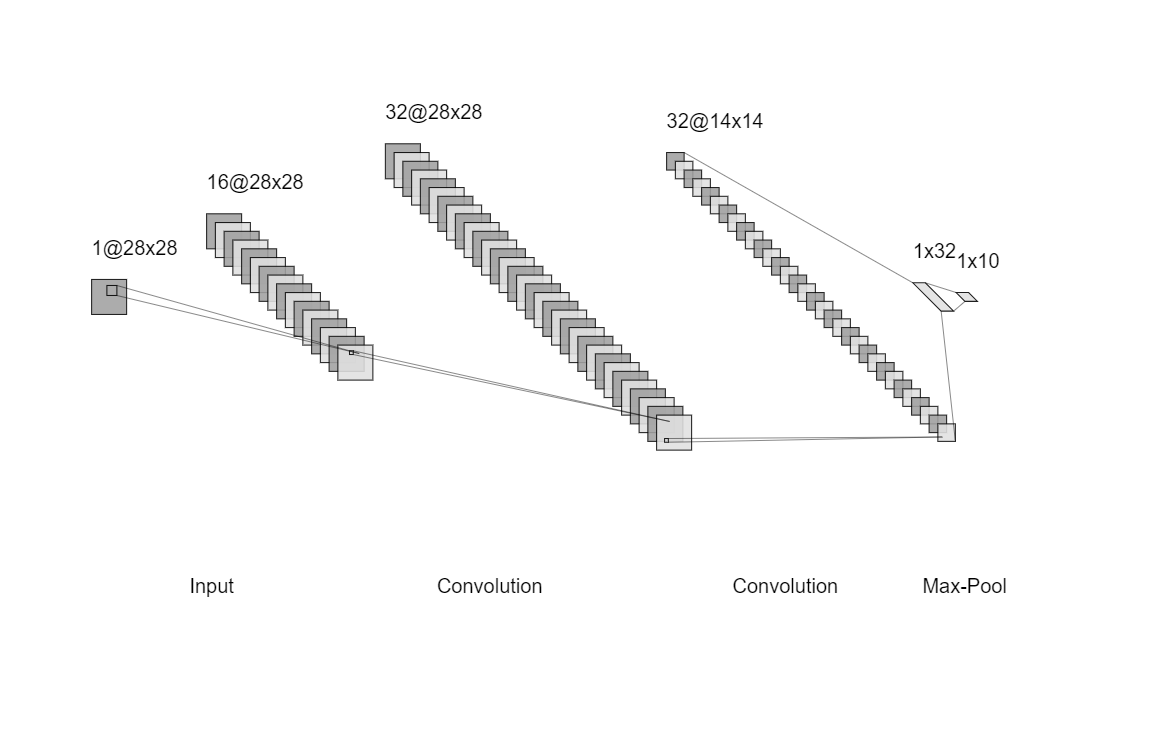 32@28x28
32@14x14
16@28x28
1@28x28
1x32
1x10
Input
Convolution
Convolution
Max-Pool